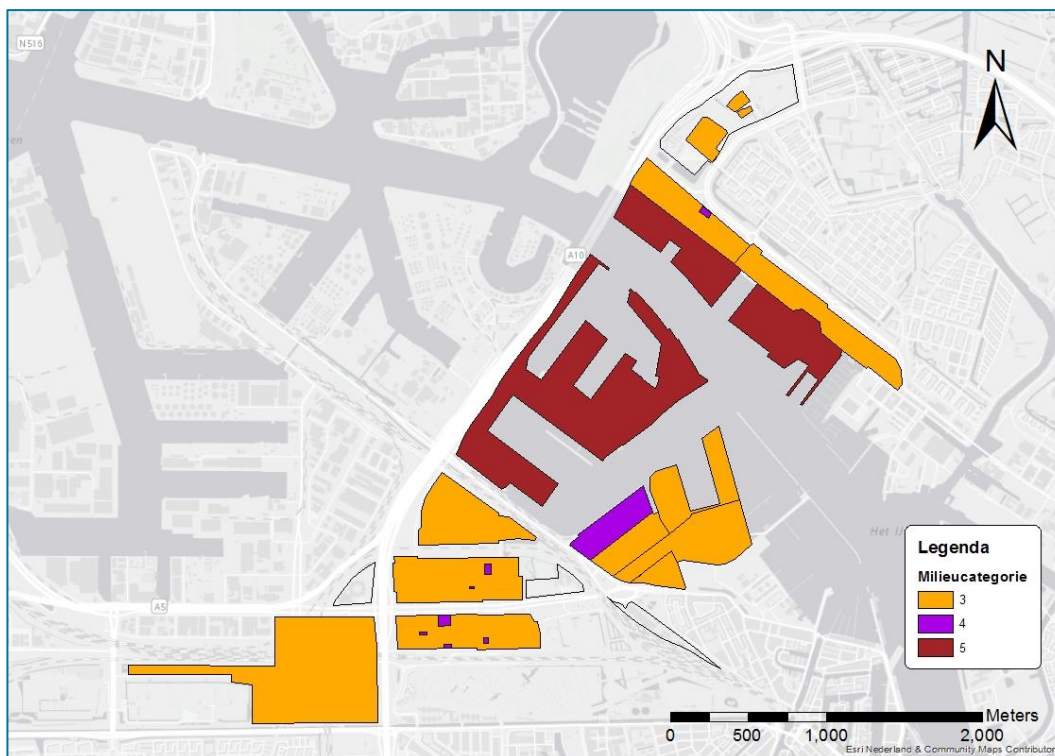 N516
N
A10
Het IJ
Legenda
Milieucategorie
3
4
5
A5
0 500 1,000 2,000 Meters
Esri Nederland & Community Maps Contributor